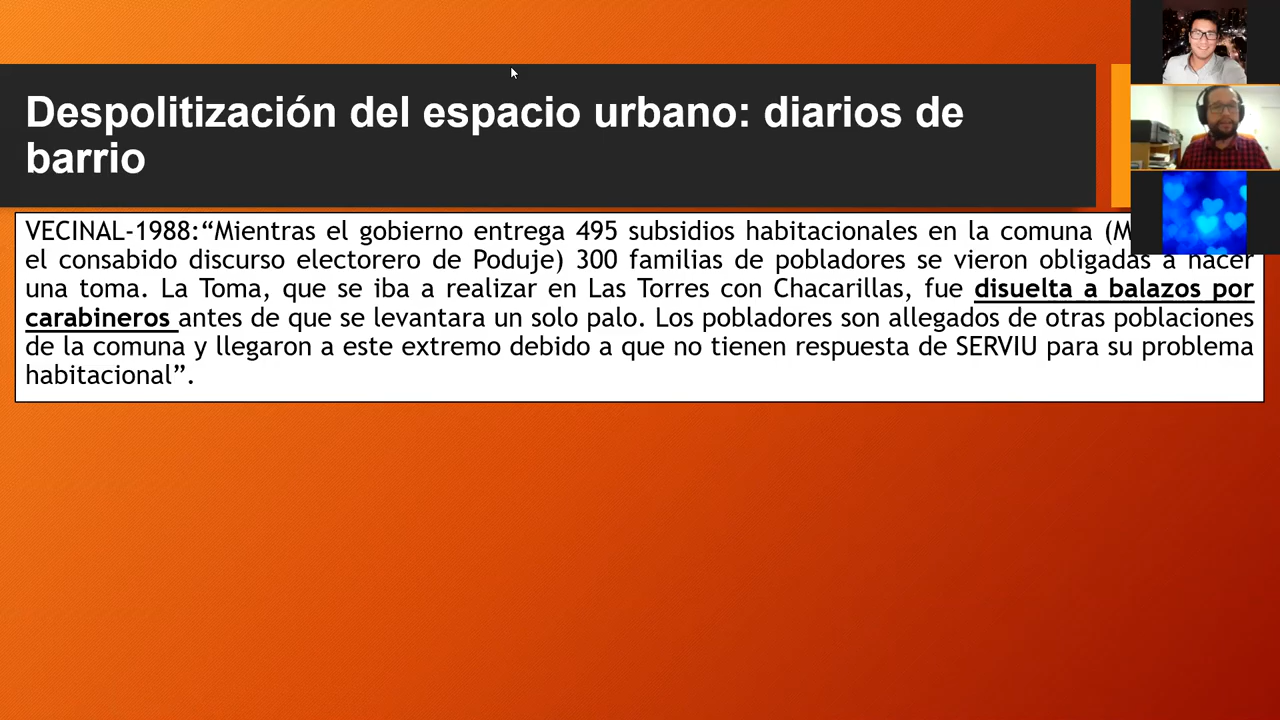 Despolitización del espacio urbano: diarios de
barrio
VECINAL-1988:“Mientras el gobierno entrega 495 subsidios habitacionales en la comuna
el consabido discurso electorero de Poduje) 300 familias de pobladores se vieron obligadas a hacer
una toma. La Toma, que se iba a realizar en Las Torres con Chacarillas, fue disuelta a balazos por
carabineros antes de que se levantara un solo palo. Los pobladores son allegados de otras poblaciones
de la comuna y llegaron a este extremo debido a que no tienen respuesta de SERVIU para su problema
habitacional”.